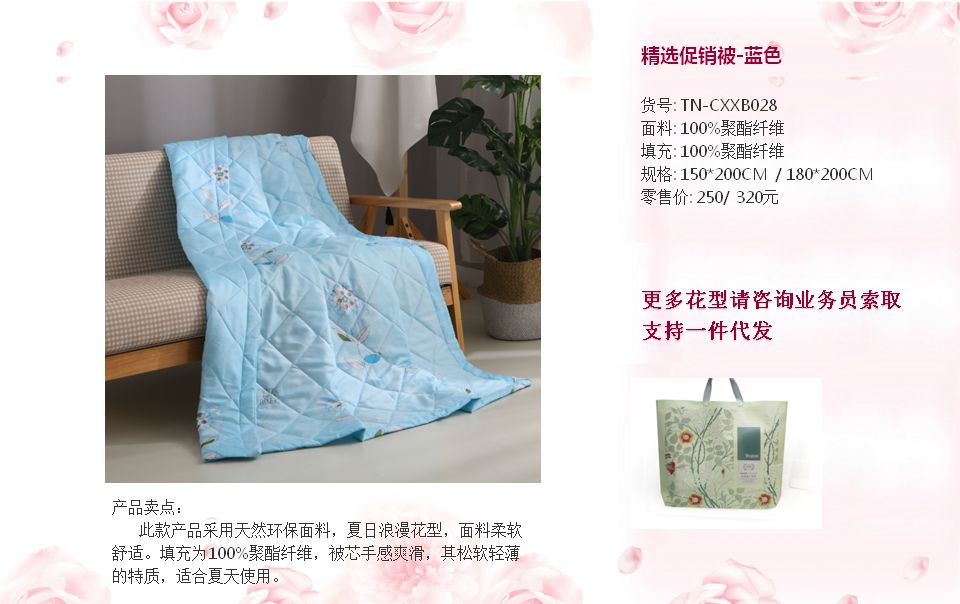 精选促销被-蓝色
货号: TN-CXXB028
面料: 100%聚酯纤维
填充: 100%聚酯纤维
规格: 150*200CM / 180*200CM
零售价: 250/ 320元
更多花型请咨询业务员索取
支持一件代发
产品卖点:
此款产品采用天然环保面料，夏日浪漫花型，面料柔软
舒适。填充为100%聚酯纤维，被芯手感爽滑，其松软轻薄
的特质，适合夏天使用。